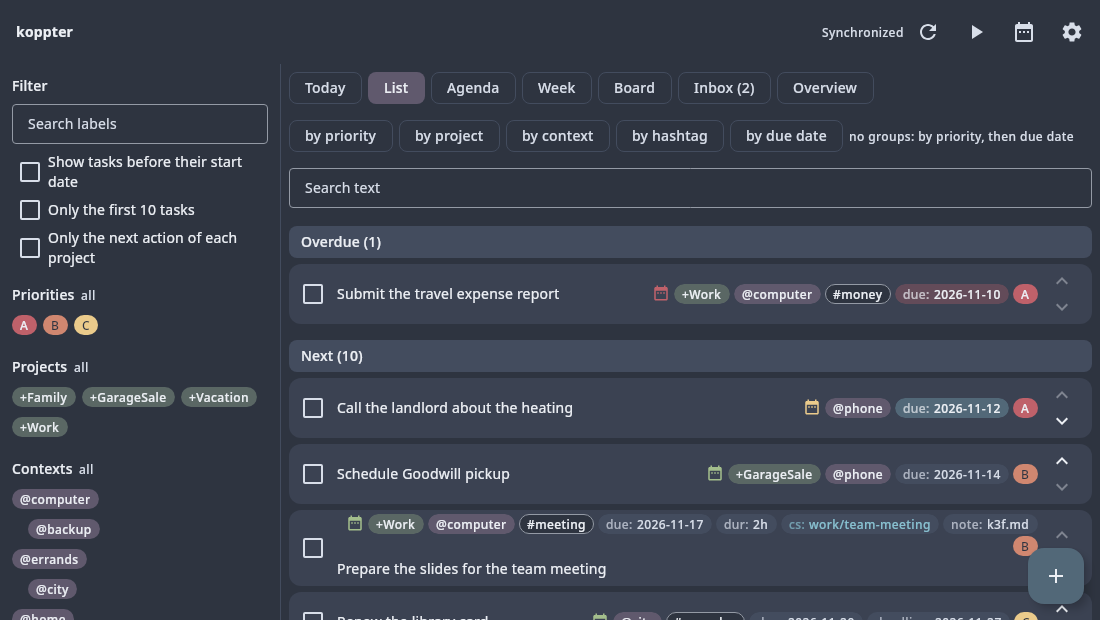 koppter
Synchronized
Filter
Search labels
Show tasks before their start
date
Only the first 10 tasks
Only the next action of each
project
Priorities all
A B C
Projects all
+Family +GarageSale +Vacation
+Work
Contexts all
@computer
@backup
@errands
@city
@home
Today List Agenda Week Board Inbox (2) Overview
by priority by project by context by hashtag by due date no groups: by priority, then due date
Search text
Overdue (1)
Submit the travel expense report +Work @computer #money due: 2026-11-10 A
Next (10)
Call the landlord about the heating @phone due: 2026-11-12 A
Schedule Goodwill pickup +GarageSale @phone due: 2026-11-14 B
+Work @computer #meeting due: 2026-11-17 dur: 2h cs: work/team-meeting note: k3f.md
B
Prepare the slides for the team meeting
Renew the library card @city